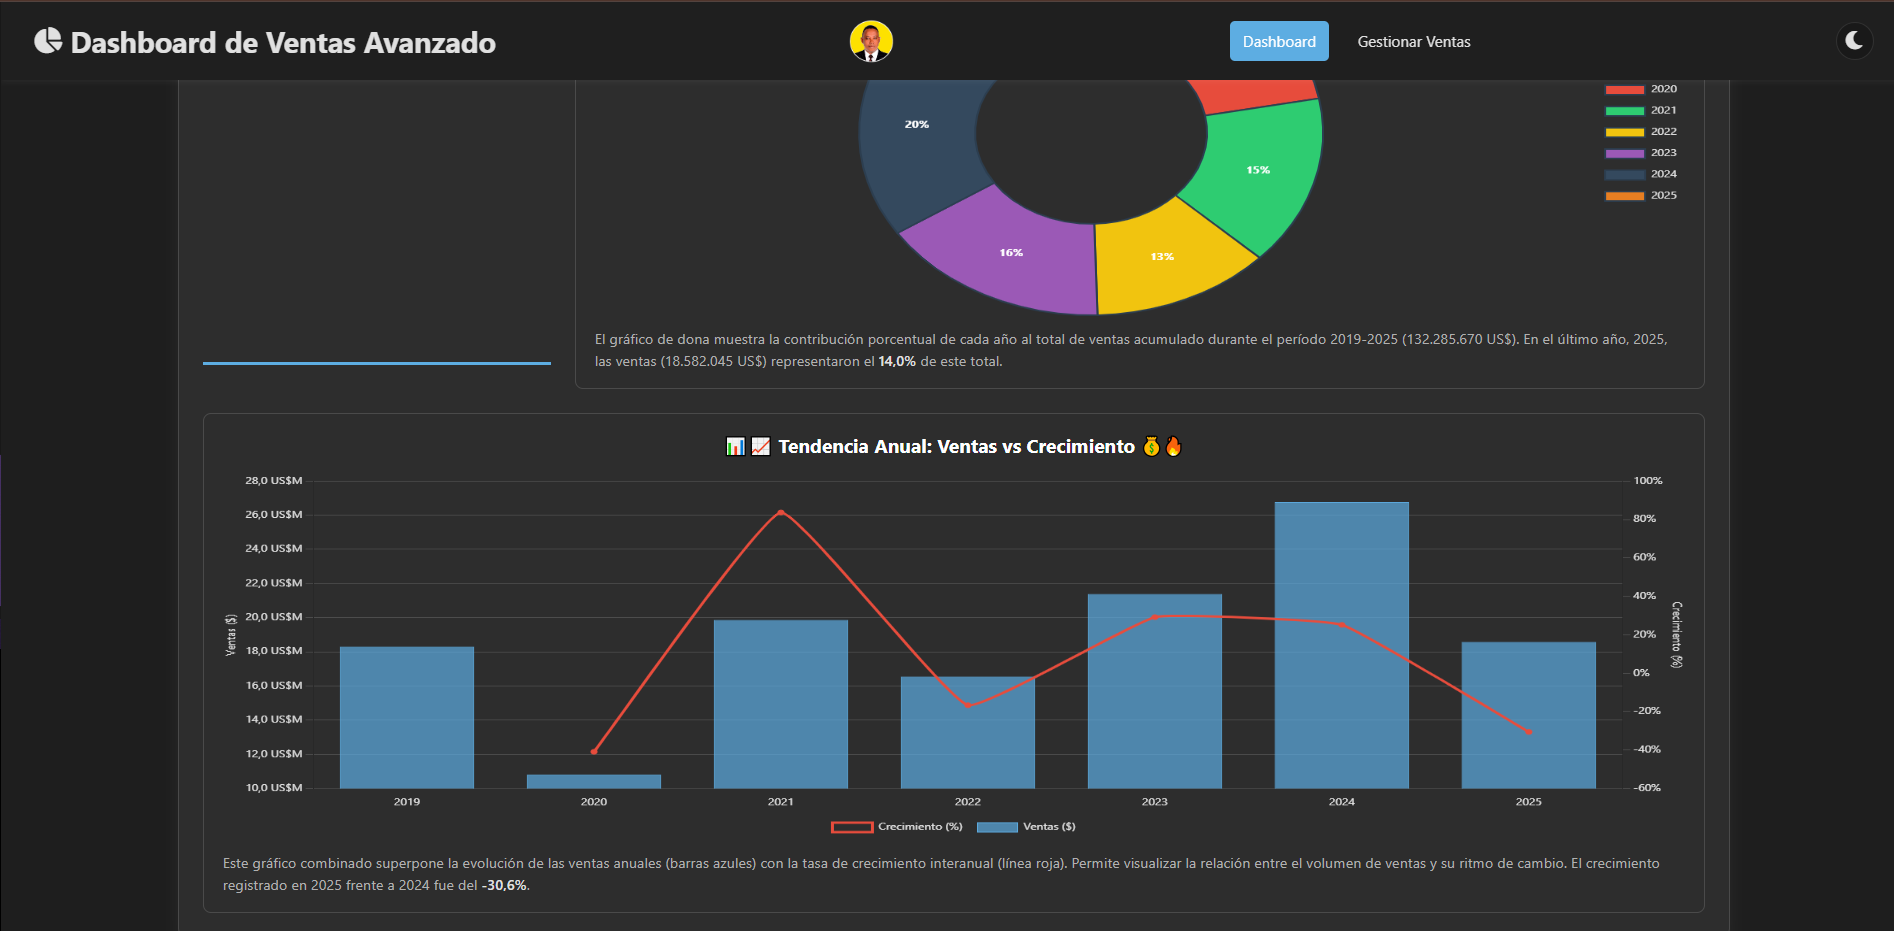 Dashboard de Ventas Avanzado
Dashboard
Gestionar Ventas
2020
2021
2022
2023
2024
2025
20%
15%
16%
13%
El gráfico de dona muestra la contribución porcentual de cada año al total de ventas acumulado durante el período 2019-2025 (132.285.670 US$). En el último año, 2025,
las ventas (18.582.045 US$) representaron el 14,0% de este total.
📊📈 Tendencia Anual: Ventas vs Crecimiento 💰🔥
28,0 US$M
26,0 US$M
24,0 US$M
22,0 US$M
20,0 US$M
18,0 US$M
16,0 US$M
14,0 US$M
12,0 US$M
10,0 US$M
Ventas ($)
100%
80%
60%
40%
20%
0%
-20%
-40%
-60%
Crecimiento (%)
2019
2020
2021
2022
2023
2024
2025
Crecimiento (%)
Ventas ($)
Este gráfico combinado superpone la evolución de las ventas anuales (barras azules) con la tasa de crecimiento interanual (línea roja). Permite visualizar la relación entre el volumen de ventas y su ritmo de cambio. El crecimiento
registrado en 2025 frente a 2024 fue del -30,6%.